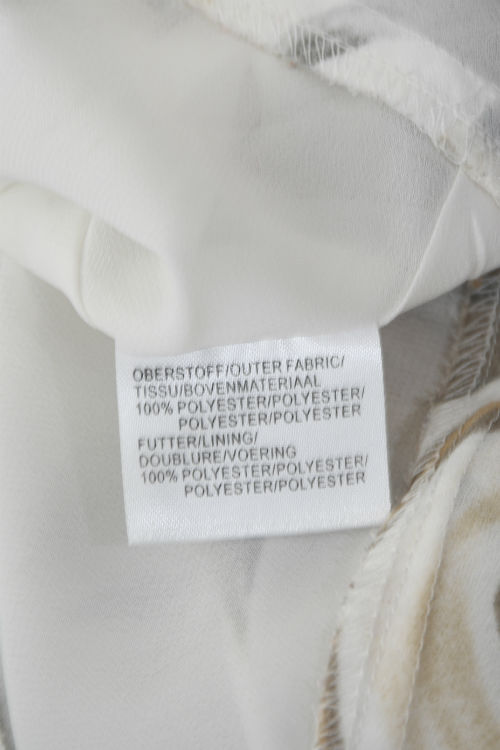 OBERSTOFF/OUTER FABRIC/
TISSU/BOVENMATERIAAL
100% POLYESTER/POLYESTER/
POLYESTER/POLYESTER
FUTTER/LINING/
DOUBLURE/VOERING
100% POLYESTER/POLYESTER/
POLYESTER/POLYESTER